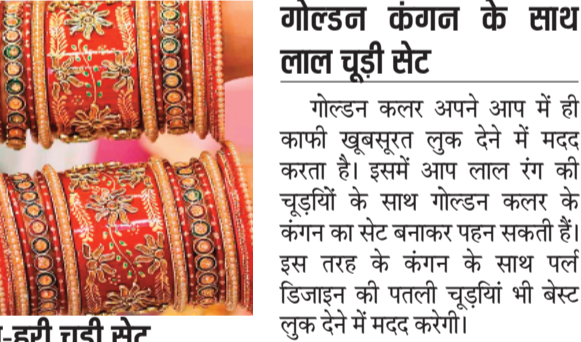 गोल्डन कंगन के साथ
लाल चूड़ी सेट
गोल्डन कलर अपने आप में ही
काफी खूबसूरत लुक देने में मदद
करता है। इसमें आप लाल रंग की
चूड़यिों के साथ गोल्डन कलर के
कंगन का सेट बनाकर पहन सकती हैं।
इस तरह के कंगन के साथ पर्ल
डिजाइन की पतली चूड़यिां भी बेस्ट
लुक देने में मदद करेगी।
-हरी चूड़ी सेट